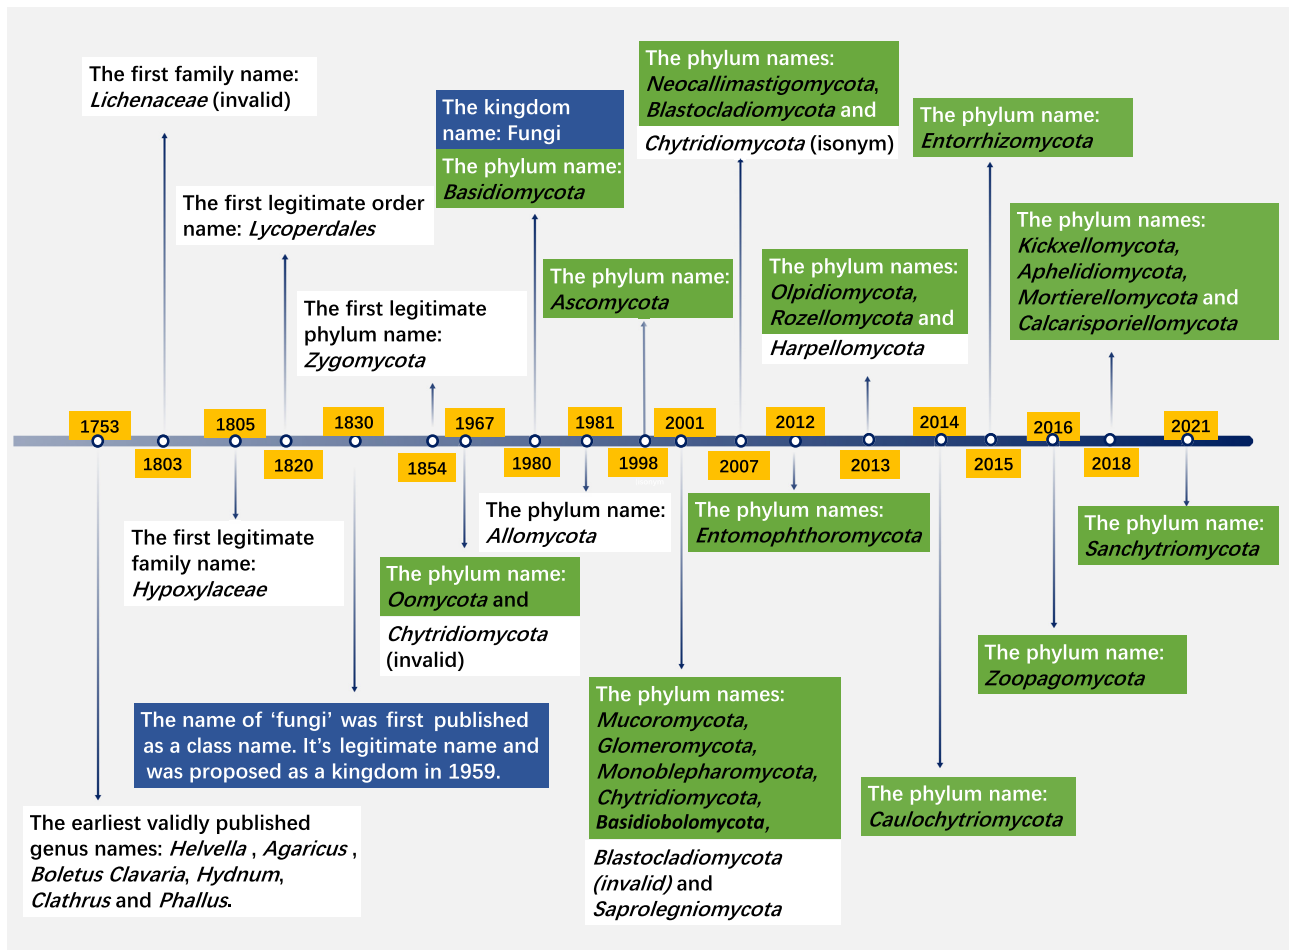 The first family name:
Lichenaceae (invalid)
The first legitimate order
name: Lycoperdales
The first legitimate
phylum name:
Zygomycota
The kingdom
name: Fungi
The phylum name:
Basidiomycota
The phylum name:
Ascomycota
The phylum names:
Neocallimastigomycota,
Blastocladiomycota and
Chytridiomycota (isonym)
The phylum names:
Olpidiomycota,
Rozellomycota and
Harpellomycota
The phylum name:
Entorrhizomycota
The phylum names:
Kickxellomycota,
Aphelidiomycota,
Mortierellomycota and
Calcarisporiellomycota
1753
1803
1805
1820
1830
1854
1967
1980
1981
1998
2001
2007
2012
2013
2014
2015
2016
2018
2021
The earliest validly published
genus names: Helvella , Agaricus ,
Boletus Clavaria, Hydnum,
Clathrus and Phallus.
The first legitimate
family name:
Hypoxylaceae
The name of ‘fungi’ was first published
as a class name. It’s legitimate name and
was proposed as a kingdom in 1959.
The phylum name:
Oomycota and
Chytridiomycota
(invalid)
The phylum name:
Allomycota
The phylum names:
Mucoromycota,
Glomeromycota,
Monoblepharomycota,
Chytridiomycota,
Basidiobolomycota,
Blastocladiomycota
(invalid) and
Saprolegniomycota
The phylum names:
Entomophthoromycota
The phylum name:
Caulochytriomycota
The phylum name:
Zoopagomycota
The phylum name:
Sanchytriomycota